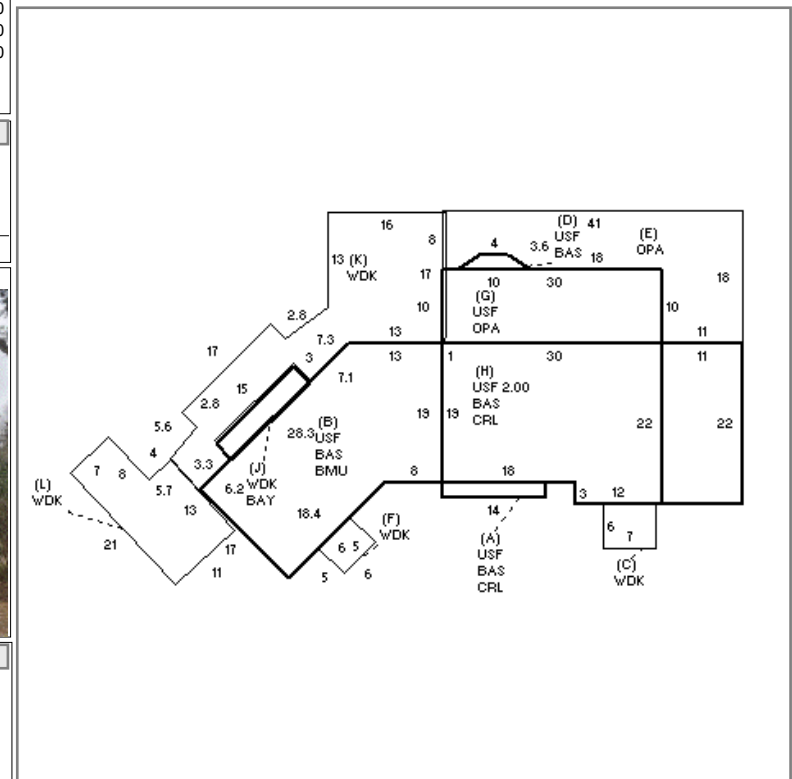 0
0
0
16
(D) 41
USF
BAS
(E)
OPA
8
4
3.6
18
13 (K)
WDK
17
10
30
18
(G)
USF
OPA
10
10
2.8
7.3
13
11
17
3
13
1
30
11
7.1
(H)
USF 2.00
BAS
CRL
15
2.8
19
19
22
22
5.6
28.3
(B)
USF
BAS
BMU
4
3.3
(J)
WDK
BAY
8
18
7
8
5.7
6.2
3
12
(L)
WDK
13
18.4
14
(F)
WDK
6
7
21
17
6
5
(A)
USF
BAS
CRL
11
5
6
(C)
WDK